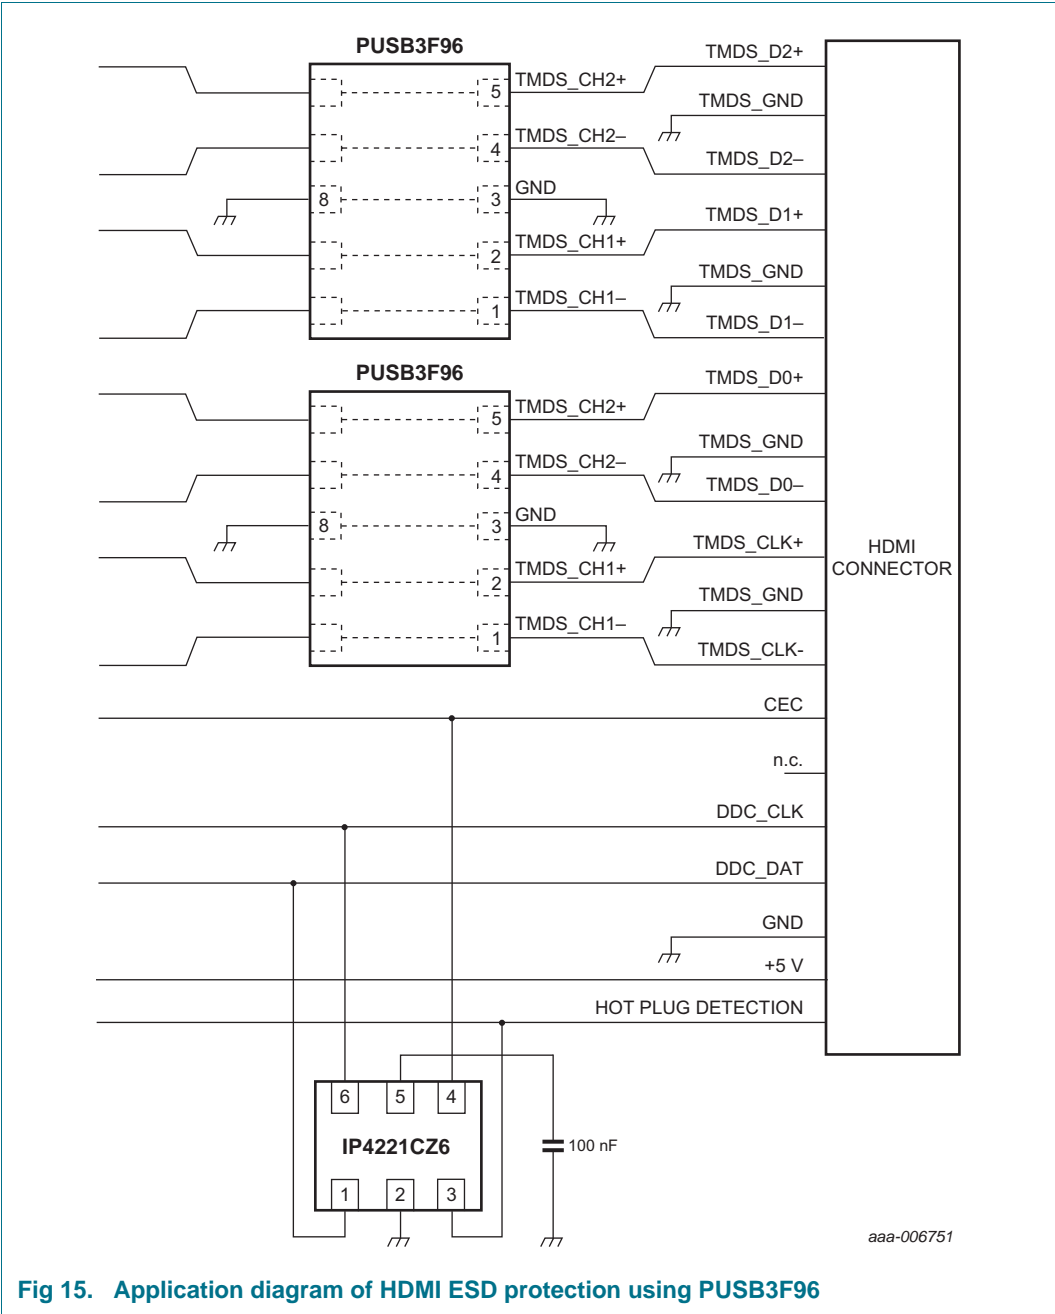 PUSB3F96
TMDS_D2+
TMDS_CH2+
5
TMDS_GND
TMDS_CH2–
4
TMDS_D2–
GND
8
3
TMDS_D1+
TMDS_CH1+
2
TMDS_GND
TMDS_CH1–
1
TMDS_D1–
PUSB3F96
TMDS_D0+
TMDS_CH2+
5
TMDS_GND
TMDS_CH2–
4
TMDS_D0–
GND
8
3
TMDS_CLK+
HDMI
CONNECTOR
TMDS_CH1+
2
TMDS_GND
TMDS_CH1–
1
TMDS_CLK-
CEC
n.c.
DDC_CLK
DDC_DAT
GND
+5 V
HOT PLUG DETECTION
6 5 4
IP4221CZ6
100 nF
1 2 3
aaa-006751
Fig 15. Application diagram of HDMI ESD protection using PUSB3F96